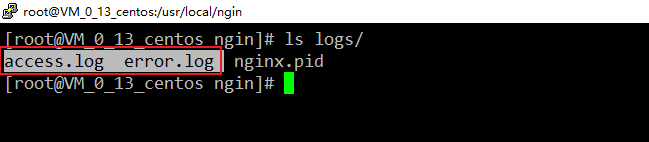 root@VM_0_13_centos:/usr/local/ngin
[root@VM_0_13_centos ngin]# ls logs/
access.log  error.log  nginx.pid
[root@VM_0_13_centos ngin]#